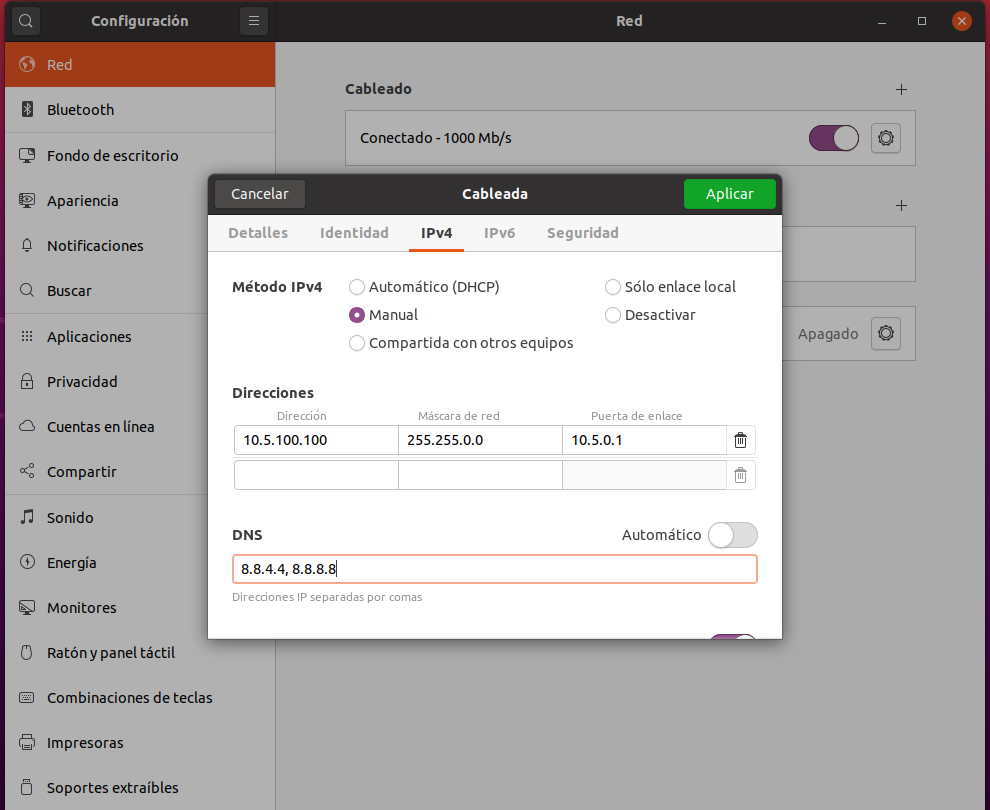 Configuración
Red
Red
Bluetooth
Fondo de escritorio
Apariencia
Notificaciones
Buscar
Aplicaciones
Privacidad
Cuentas en línea
Compartir
Sonido
Energía
Monitores
Ratón y panel táctil
Combinaciones de teclas
Impresoras
Soportes extraíbles
Cableado
Conectado - 1000 Mb/s
Apagado
Cancelar
Cableada
Aplicar
Detalles Identidad IPv4 IPv6 Seguridad
Método IPv4
Automático (DHCP) Sólo enlace local
Manual Desactivar
Compartida con otros equipos
Direcciones
Dirección Máscara de red Puerta de enlace
10.5.100.100 255.255.0.0 10.5.0.1
DNS Automático
8.8.4.4, 8.8.8.8
Direcciones IP separadas por comas